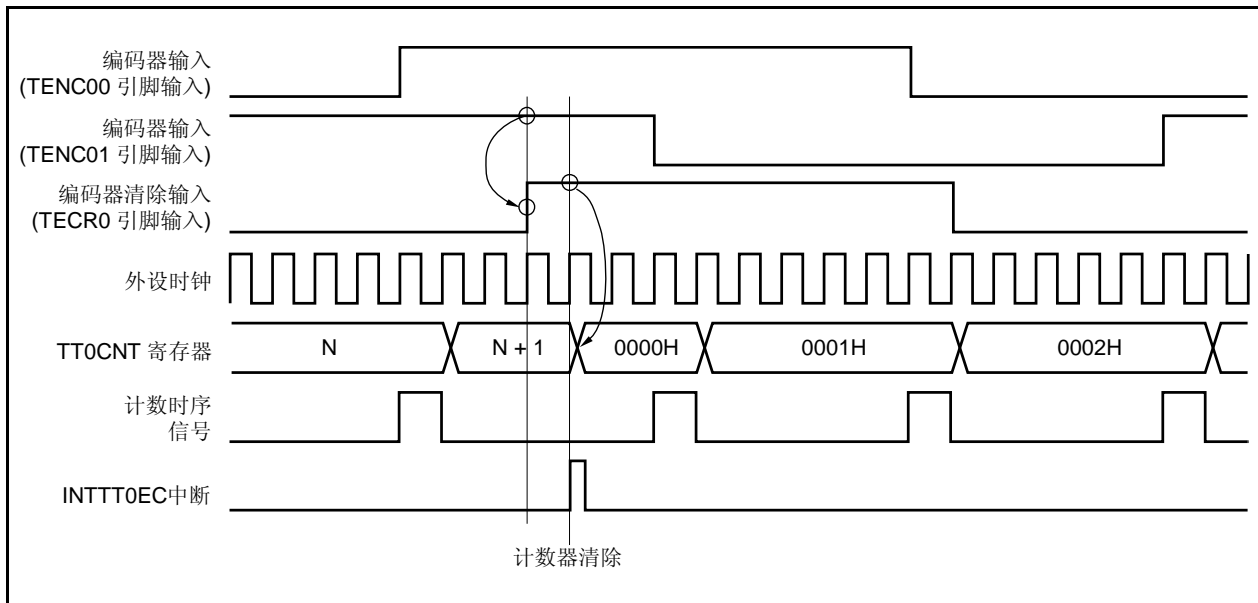 编码器输入
(TENC00 引脚输入)
编码器输入
(TENC01 引脚输入)
编码器清除输入
(TECR0 引脚输入)
外设时钟
TT0CNT 寄存器
N
N + 1
0000H
0001H
0002H
计数时序
信号
INTTT0EC中断
计数器清除